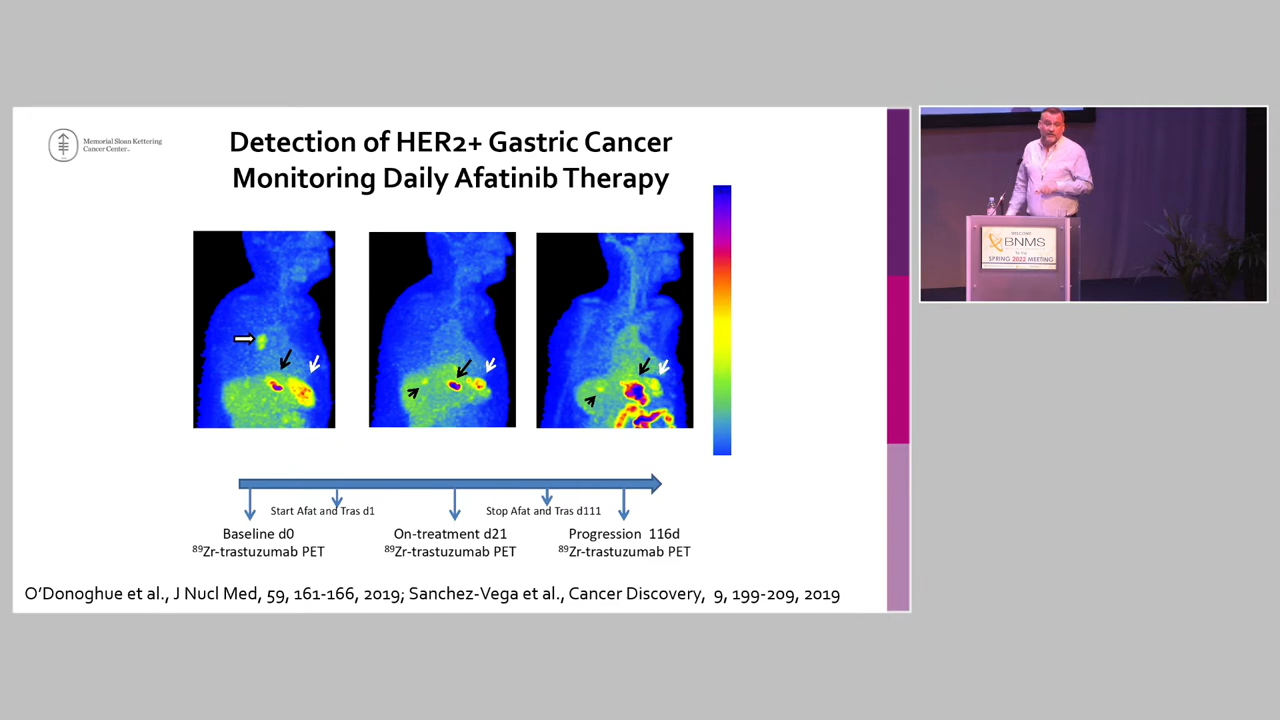 Memorial Sloan Kettering
Cancer Center
Detection of HER2+ Gastric Cancer
Monitoring Daily Afatinib Therapy
Start Afat and Tras d1
Stop Afat and Tras d111
Baseline d0
⁸⁹Zr-trastuzumab PET
On-treatment d21
⁸⁹Zr-trastuzumab PET
Progression 116d
⁸⁹Zr-trastuzumab PET
O'Donoghue et al., J Nucl Med, 59, 161-166, 2019; Sanchez-Vega et al., Cancer Discovery, 9, 199-209, 2019
WELCOME
BNMS
SPRING 2022 MEETING